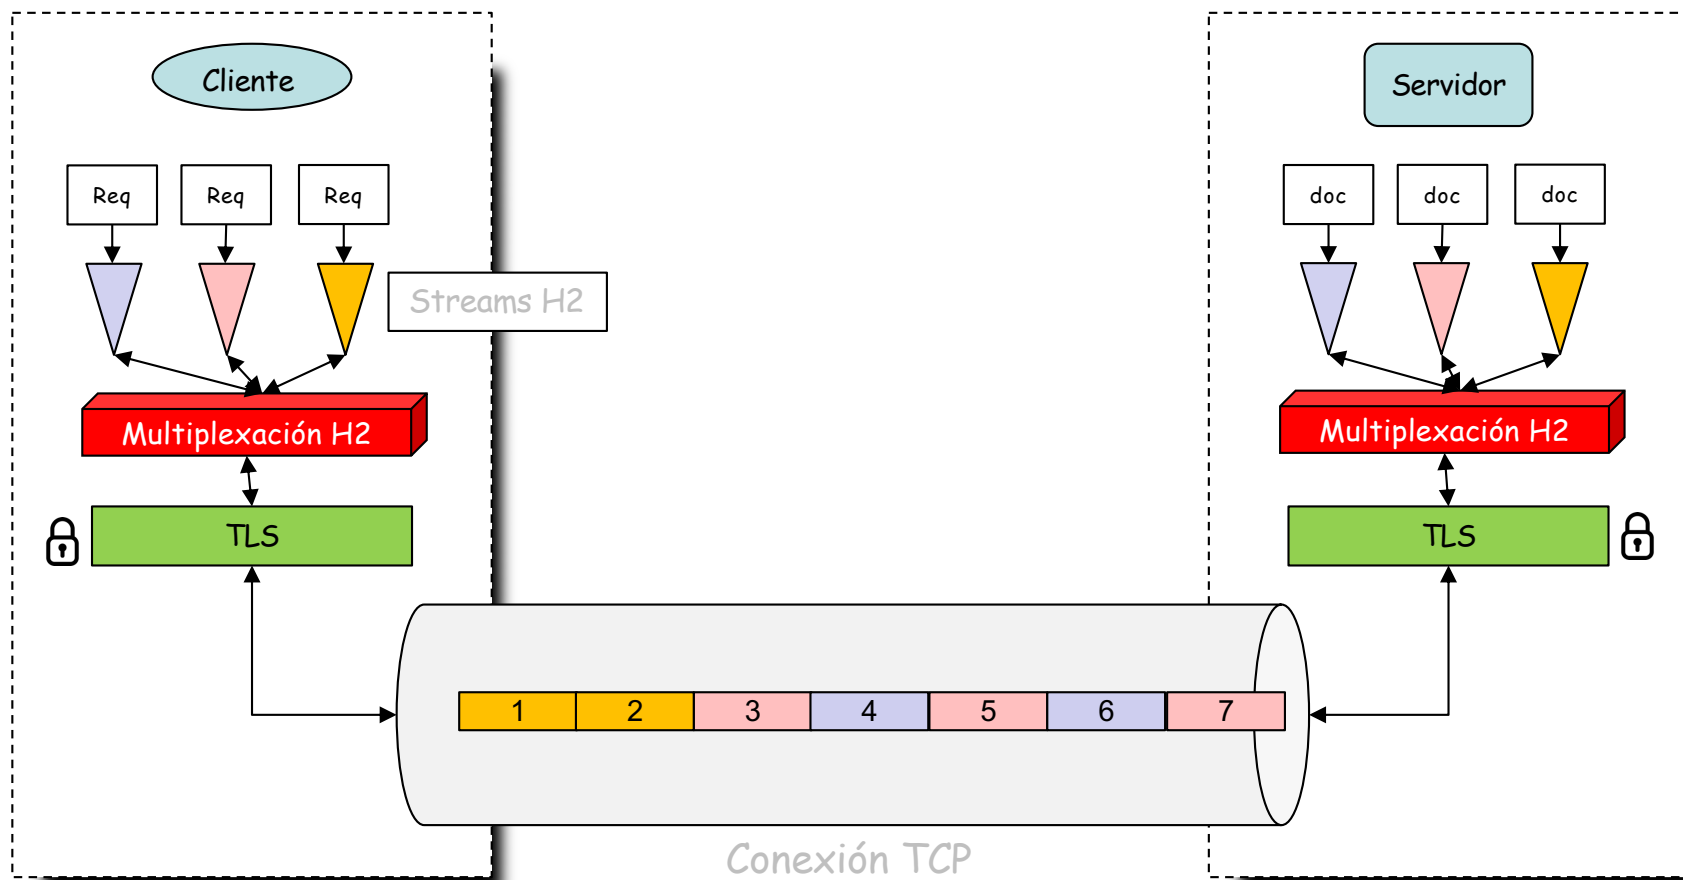 Cliente
Servidor
Req Req Req
doc doc doc
Streams H2
Multiplexación H2
Multiplexación H2
TLS
TLS
1 2 3 4 5 6 7
Conexión TCP